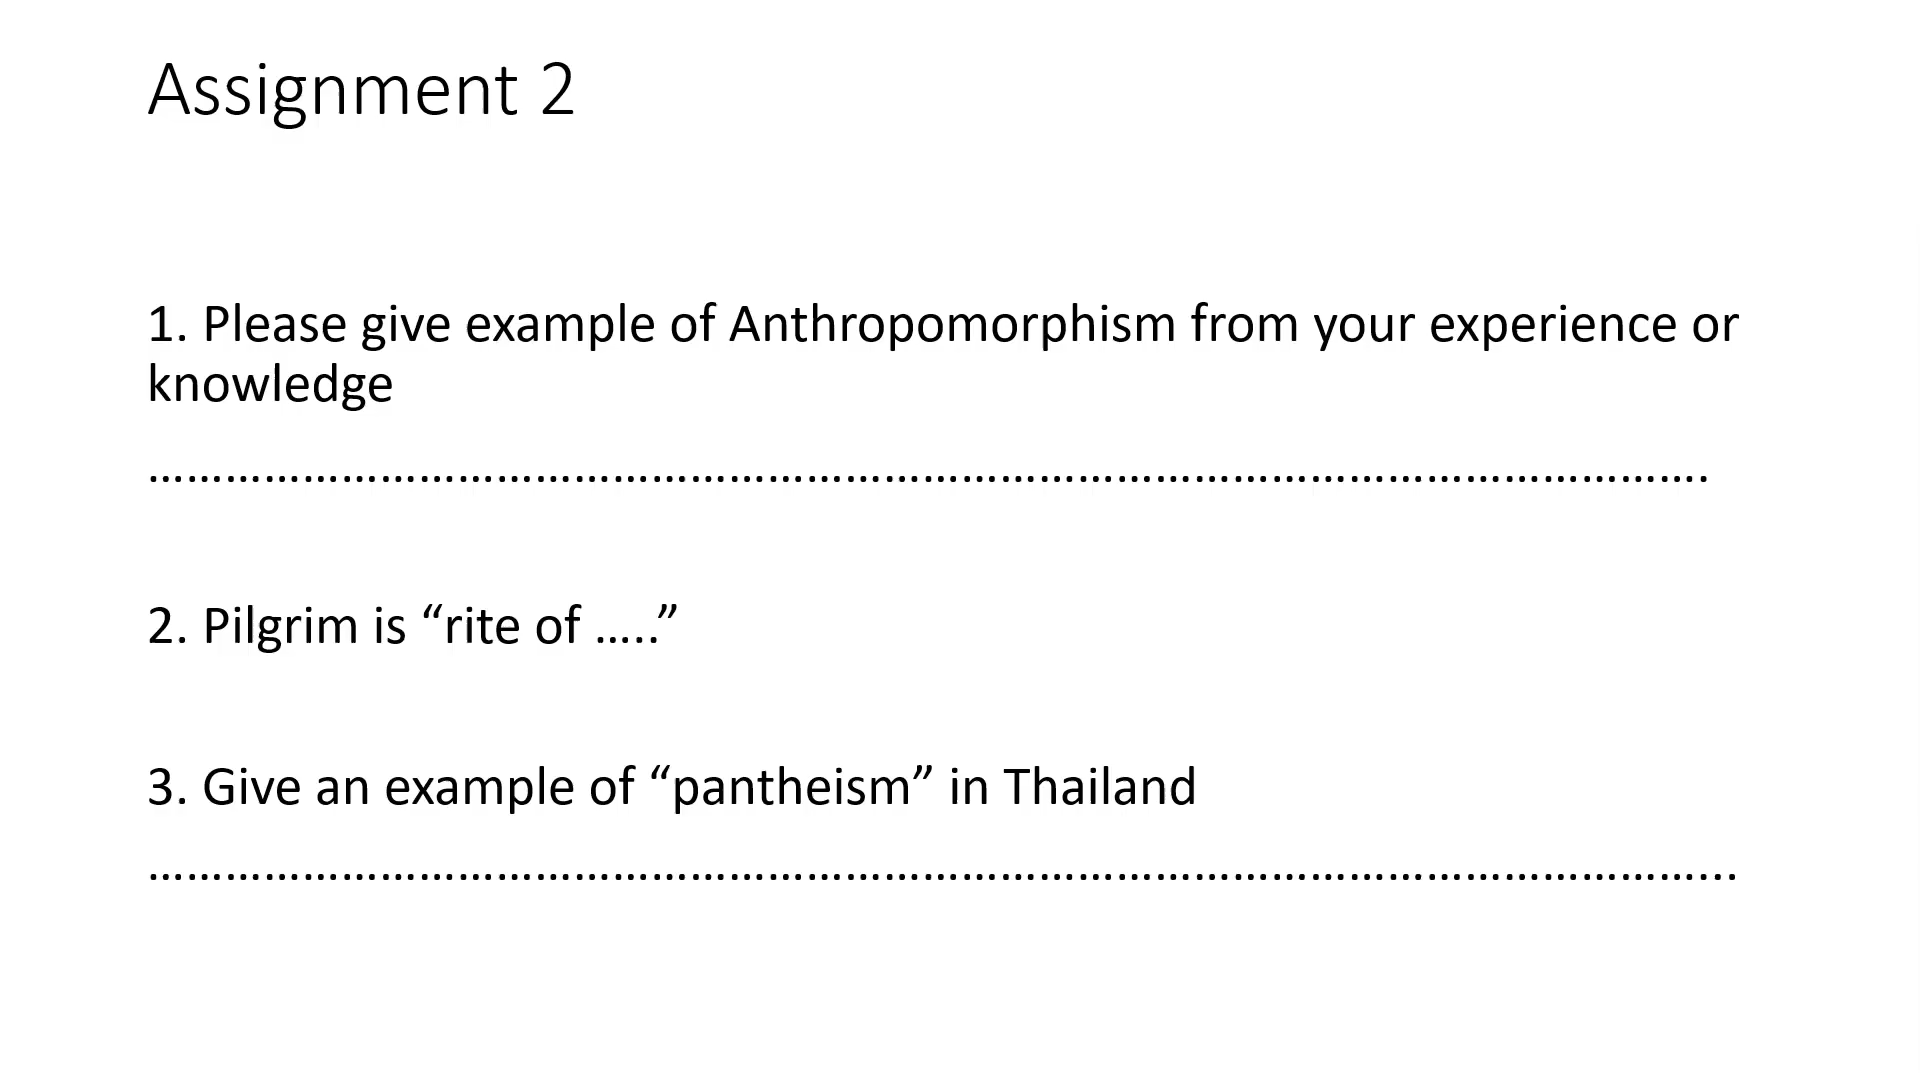 Assignment 2
1. Please give example of Anthropomorphism from your experience or
knowledge
…………………………………………………………………………………………………………….
2. Pilgrim is “rite of …..”
3. Give an example of “pantheism” in Thailand
……………………………………………………………………………………………………………...